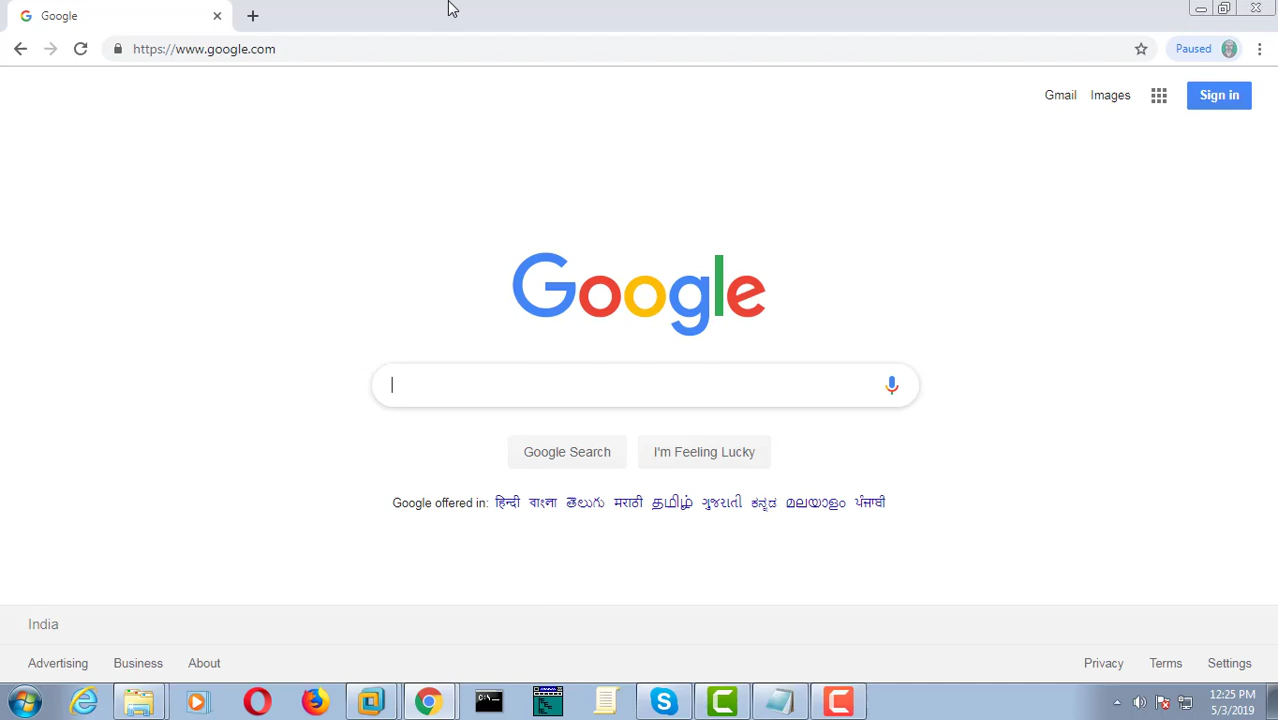 Google
https://www.google.com
Paused
Gmail Images Sign in
Google
Google Search I'm Feeling Lucky
Google offered in: हिन्दी বাংলা తెలుగు मराठी தமிழ் ગુજરાતી ಕನ್ನಡ മലയാളം ਪੰਜਾਬੀ
India
Advertising Business About Privacy Terms Settings
12:25 PM
5/3/2019